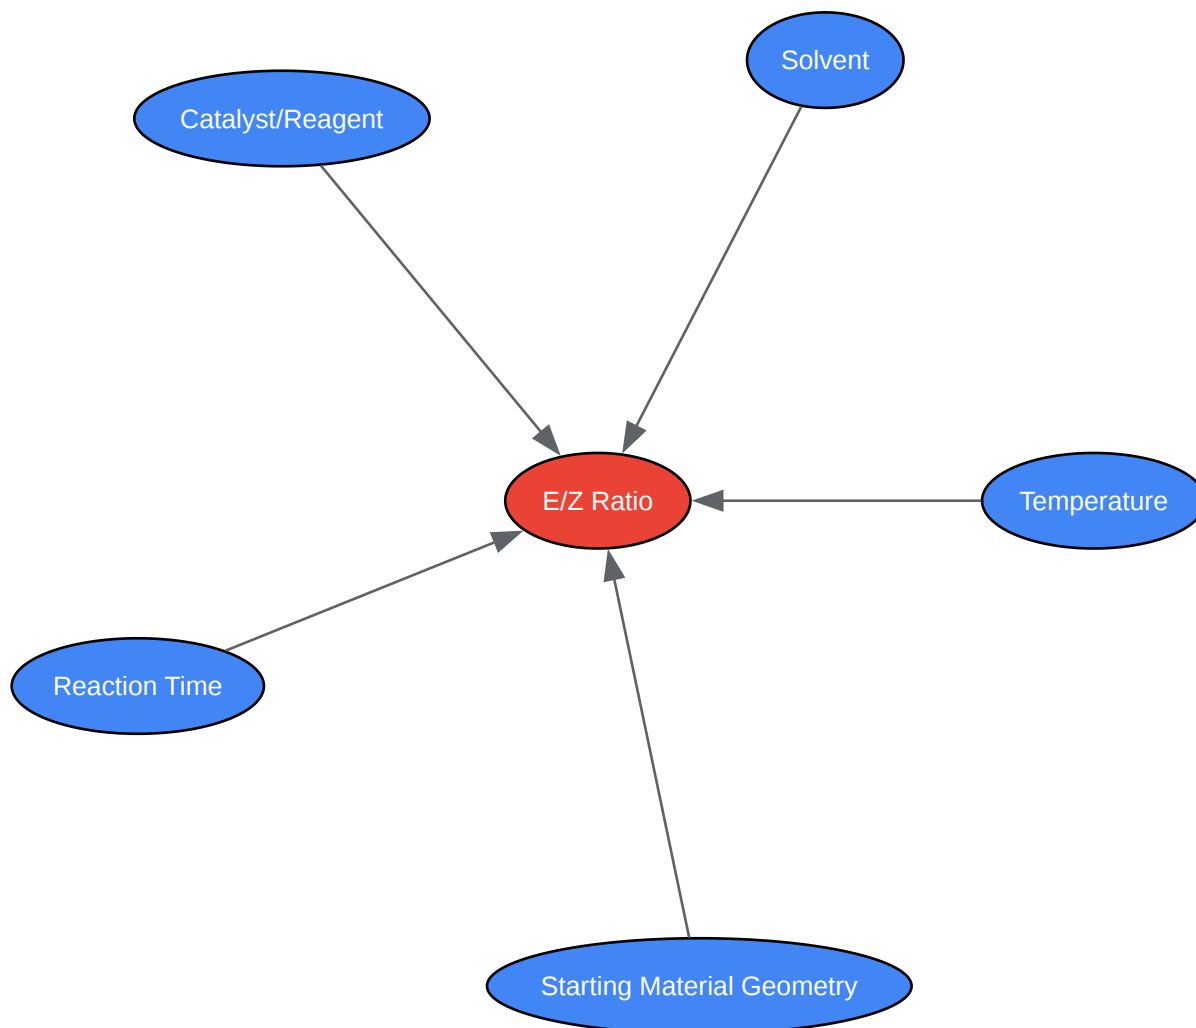 Solvent
Catalyst/Reagent
E/Z Ratio
Temperature
Reaction Time
Starting Material Geometry